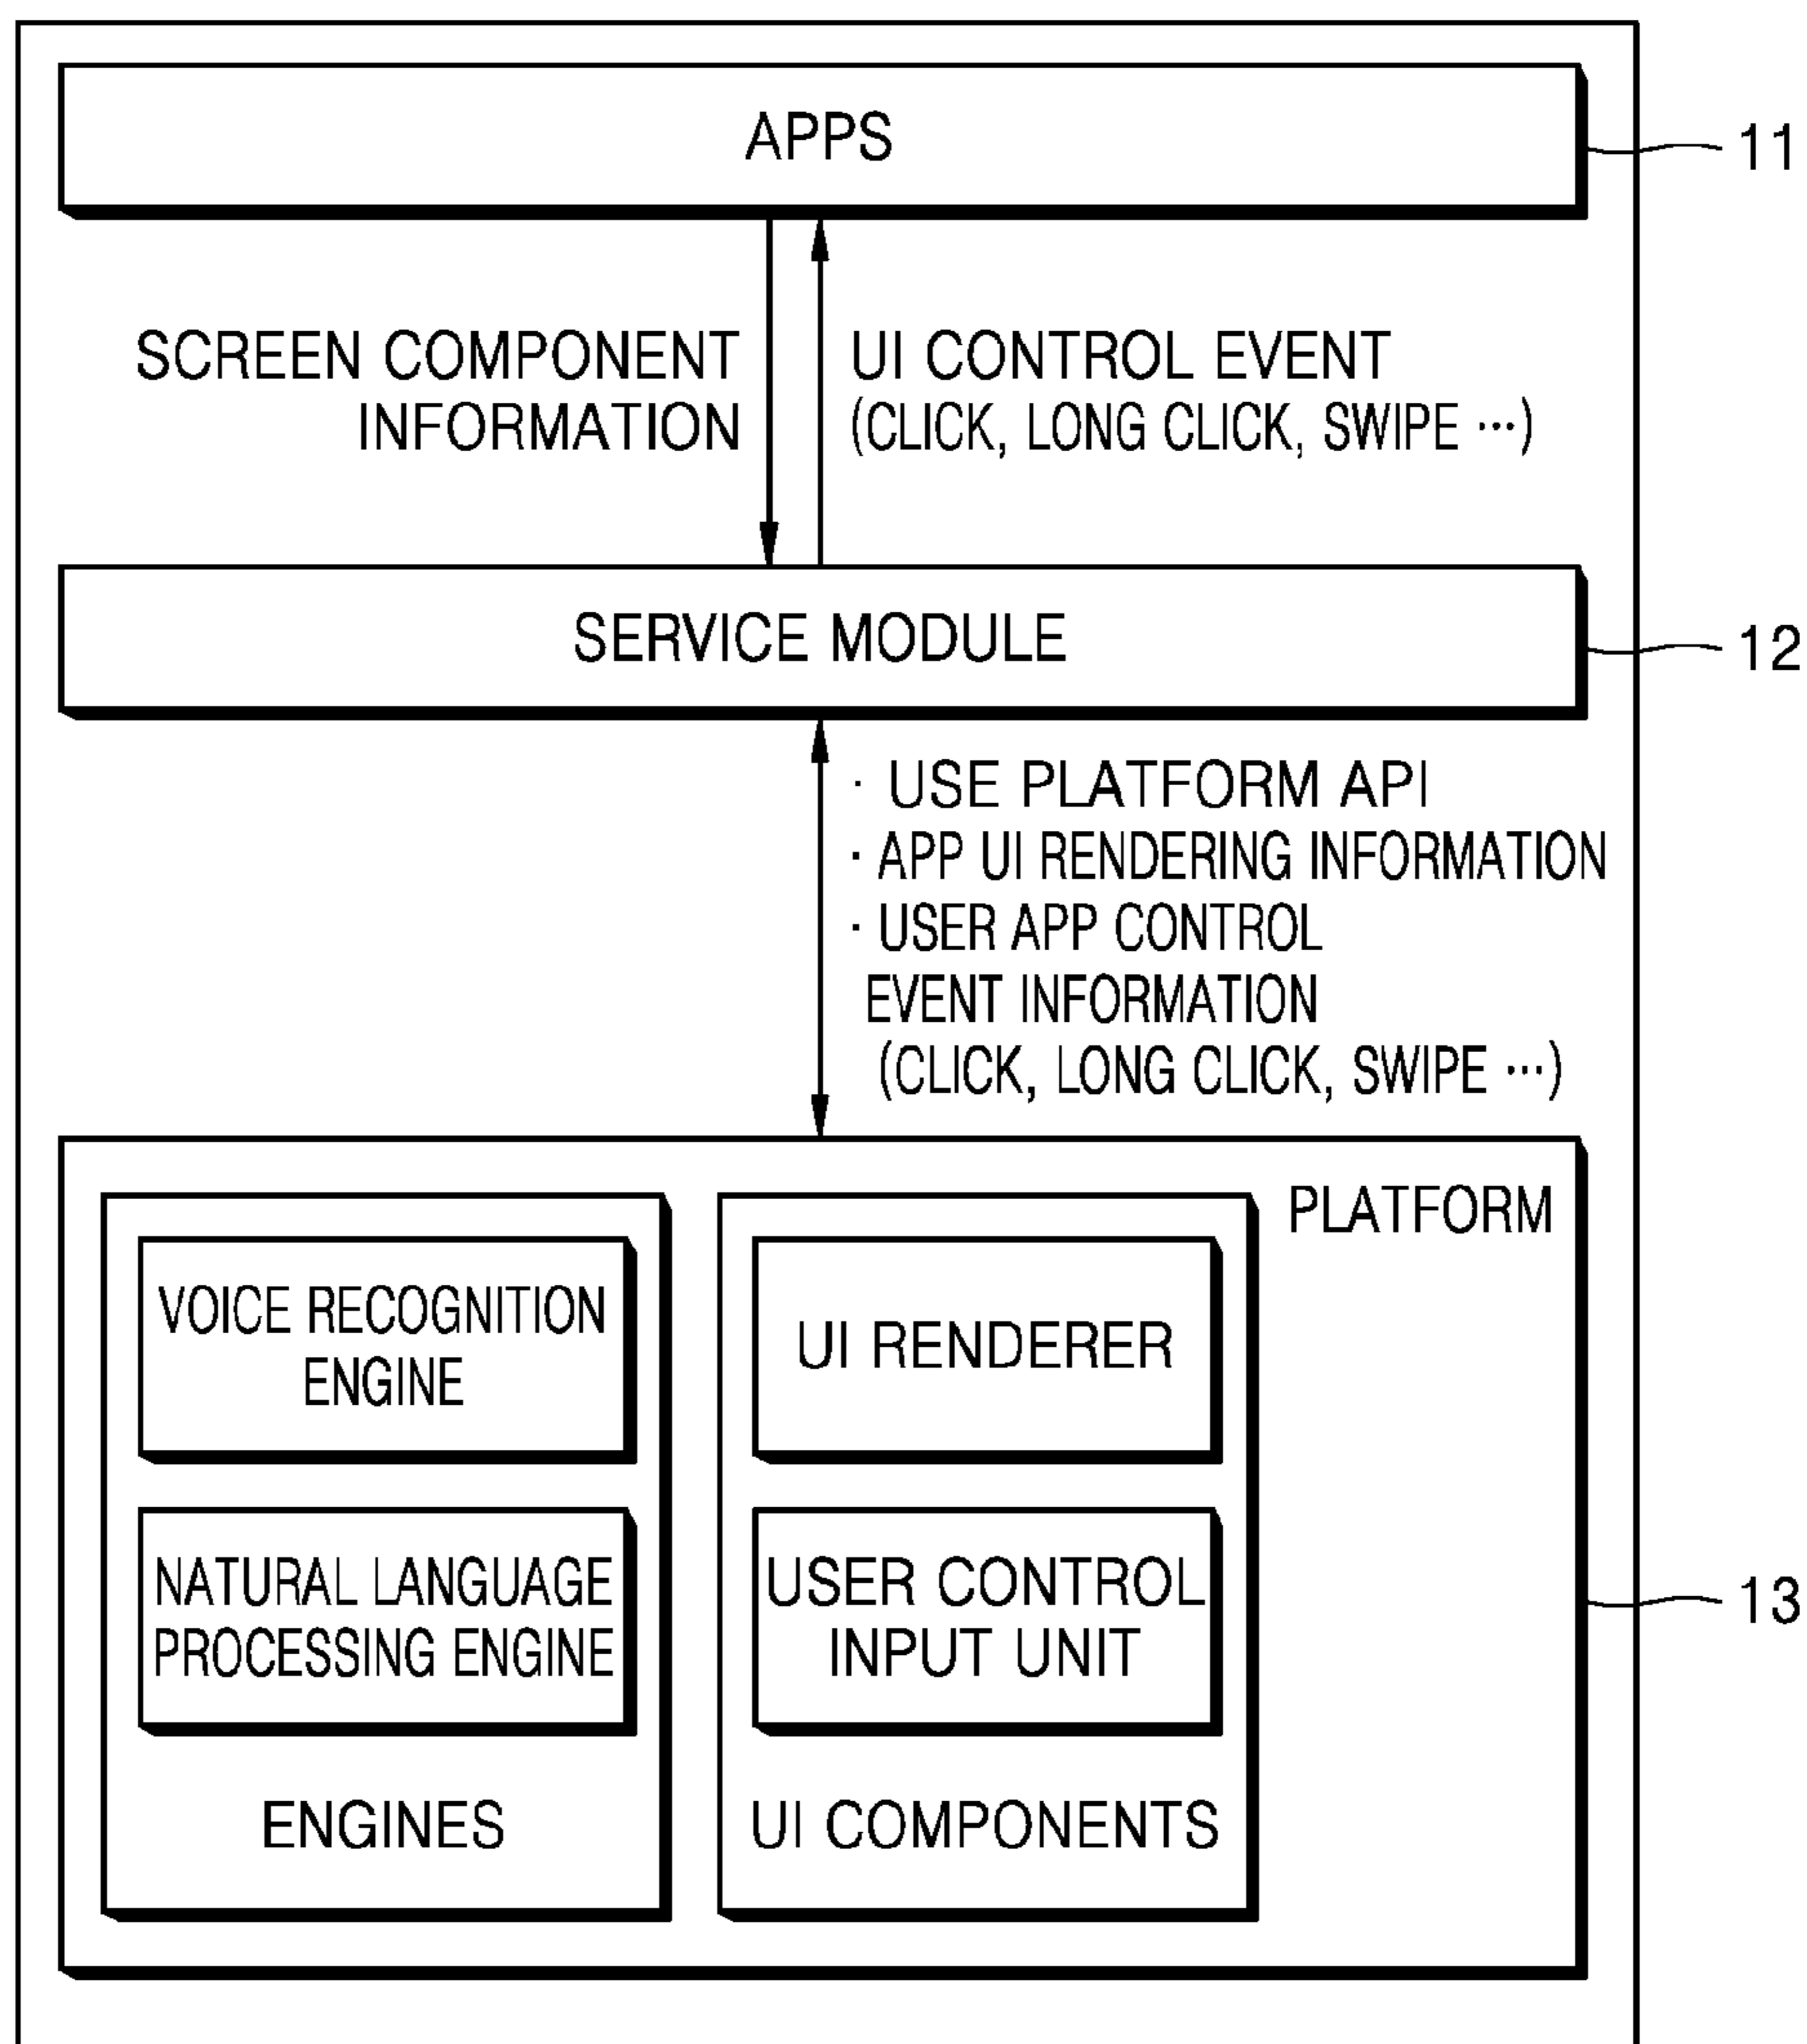 APPS
11
SCREEN COMPONENT
INFORMATION
UI CONTROL EVENT
(CLICK, LONG CLICK, SWIPE ···)
SERVICE MODULE
12
· USE PLATFORM API
· APP UI RENDERING INFORMATION
· USER APP CONTROL
EVENT INFORMATION
(CLICK, LONG CLICK, SWIPE ···)
PLATFORM
VOICE RECOGNITION
ENGINE
NATURAL LANGUAGE
PROCESSING ENGINE
ENGINES
UI RENDERER
USER CONTROL
INPUT UNIT
UI COMPONENTS
13